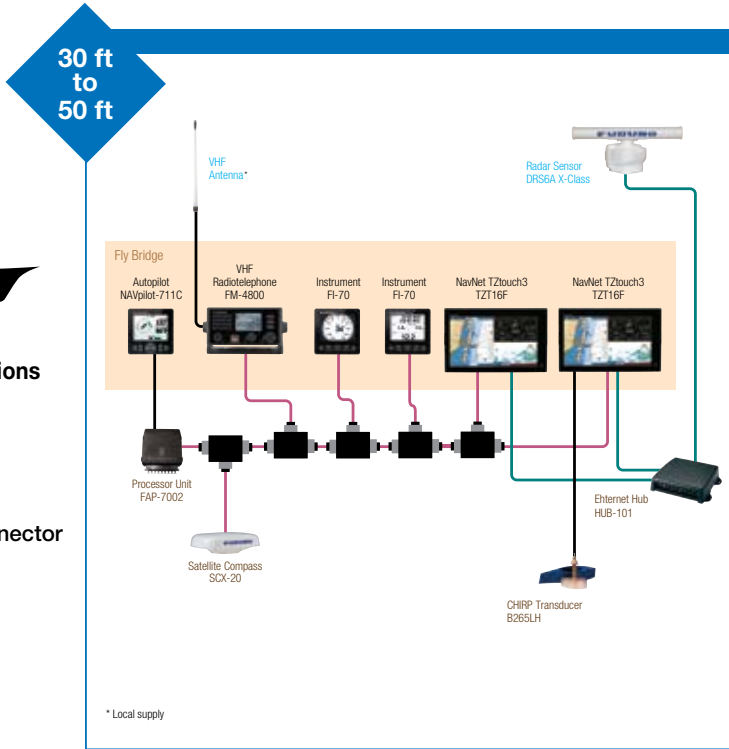 30 ft
to
50 ft
VHF
Antenna*
FURUNO
Radar Sensor
DRS6A X-Class
Fly Bridge
Autopilot
NAVpilot-711C
VHF
Radiotelephone
FM-4800
Instrument
FI-70
Instrument
FI-70
NavNet TZtouch3
TZT16F
NavNet TZtouch3
TZT16F
ions
Processor Unit
FAP-7002
Ehternet Hub
HUB-101
nector
Satellite Compass
SCX-20
CHIRP Transducer
B265LH
* Local supply